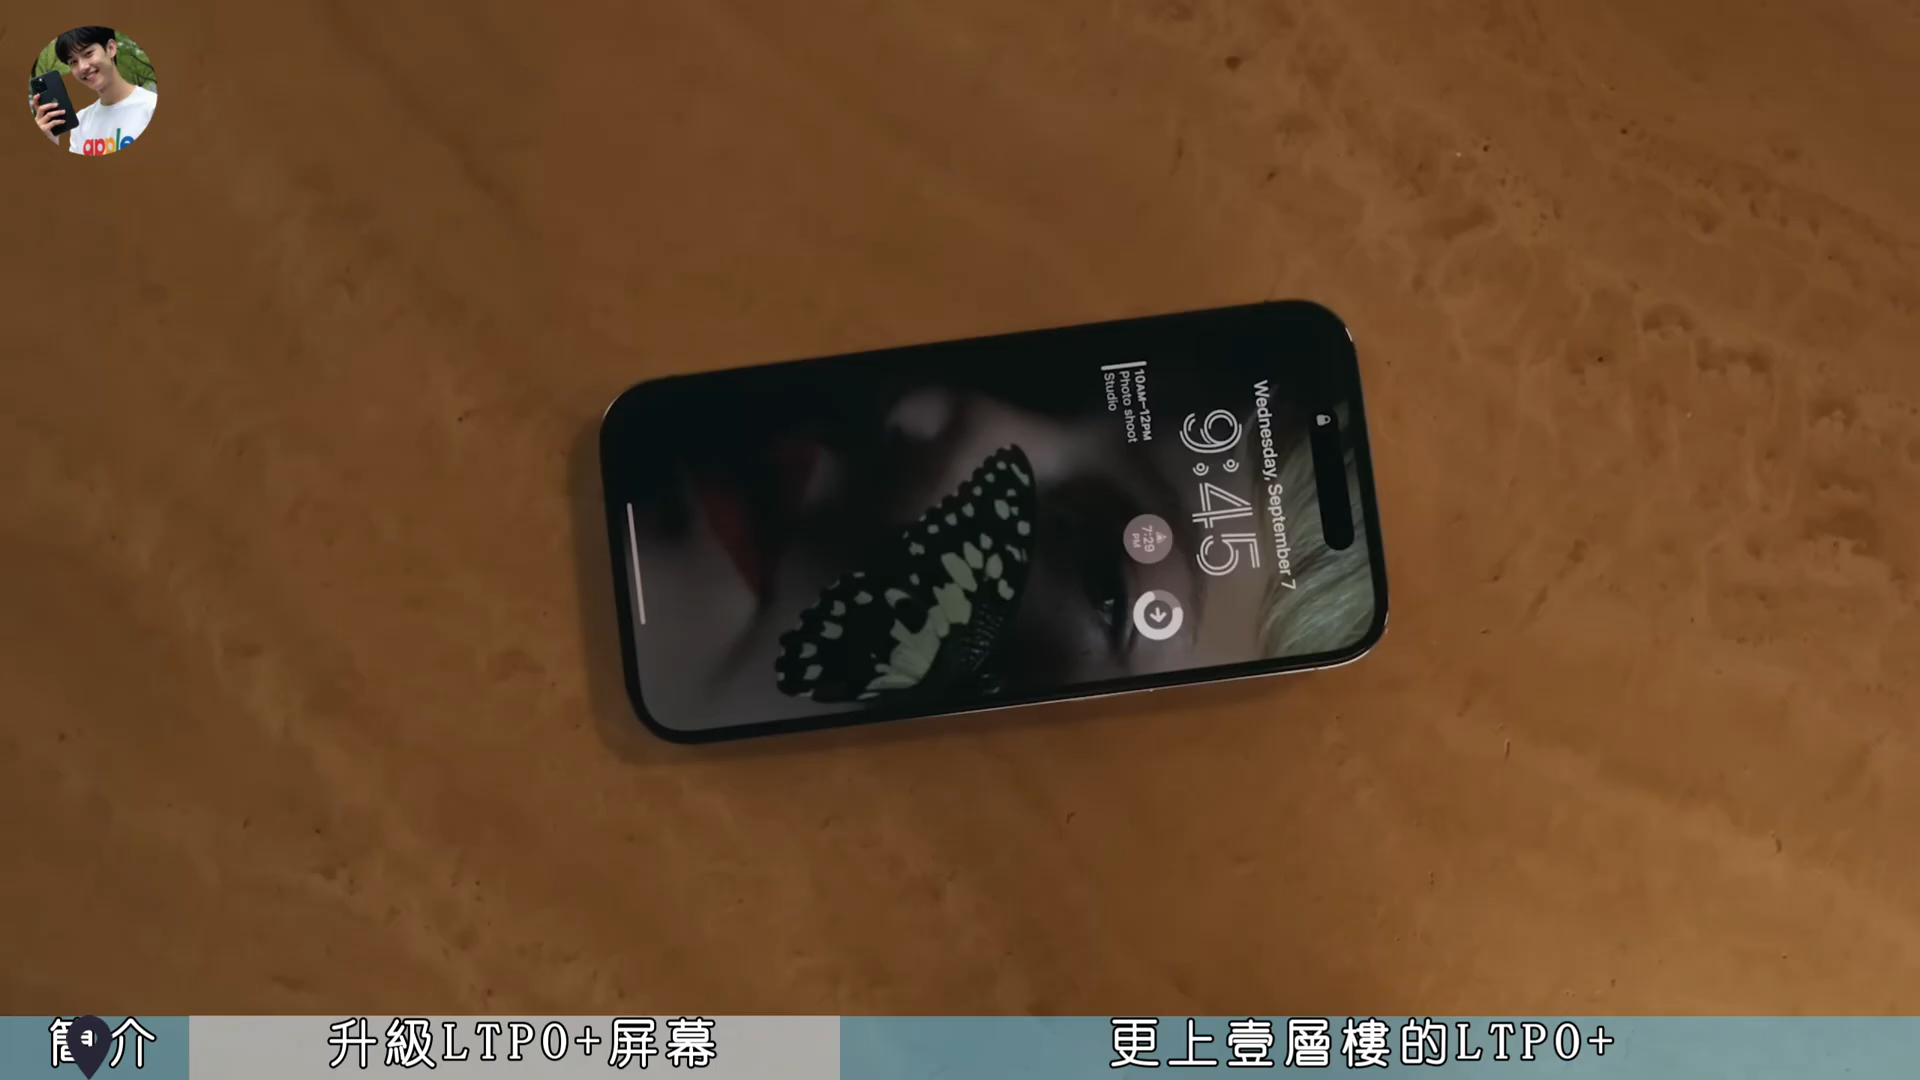 apple
Wednesday, September 7
9:45
10AM–12PM
Photo shoot
Studio
7:29
PM
簡介
升級LTPO+屏幕
更上壹層樓的LTPO+